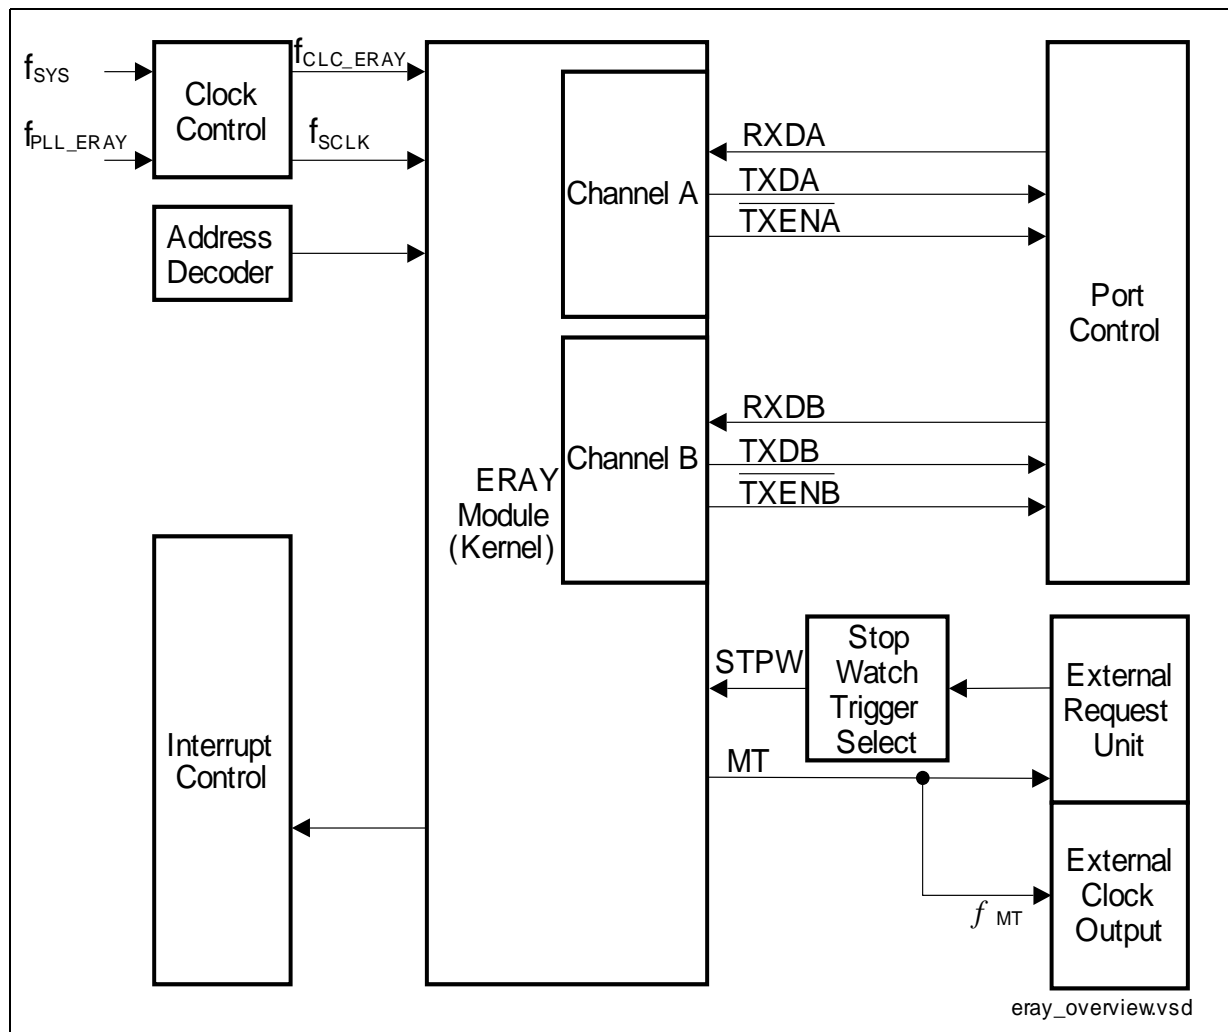 fSYS
fPLL_ERAY
Clock
Control
fCLC_ERAY
fSCLK
Address
Decoder
Interrupt
Control
ERAY
Module
(Kernel)
Channel A
Channel B
RXDA
TXDA
TXENA
RXDB
TXDB
TXENB
Port
Control
STPW
Stop
Watch
Trigger
Select
External
Request
Unit
MT
f MT
External
Clock
Output
eray_overview.vsd